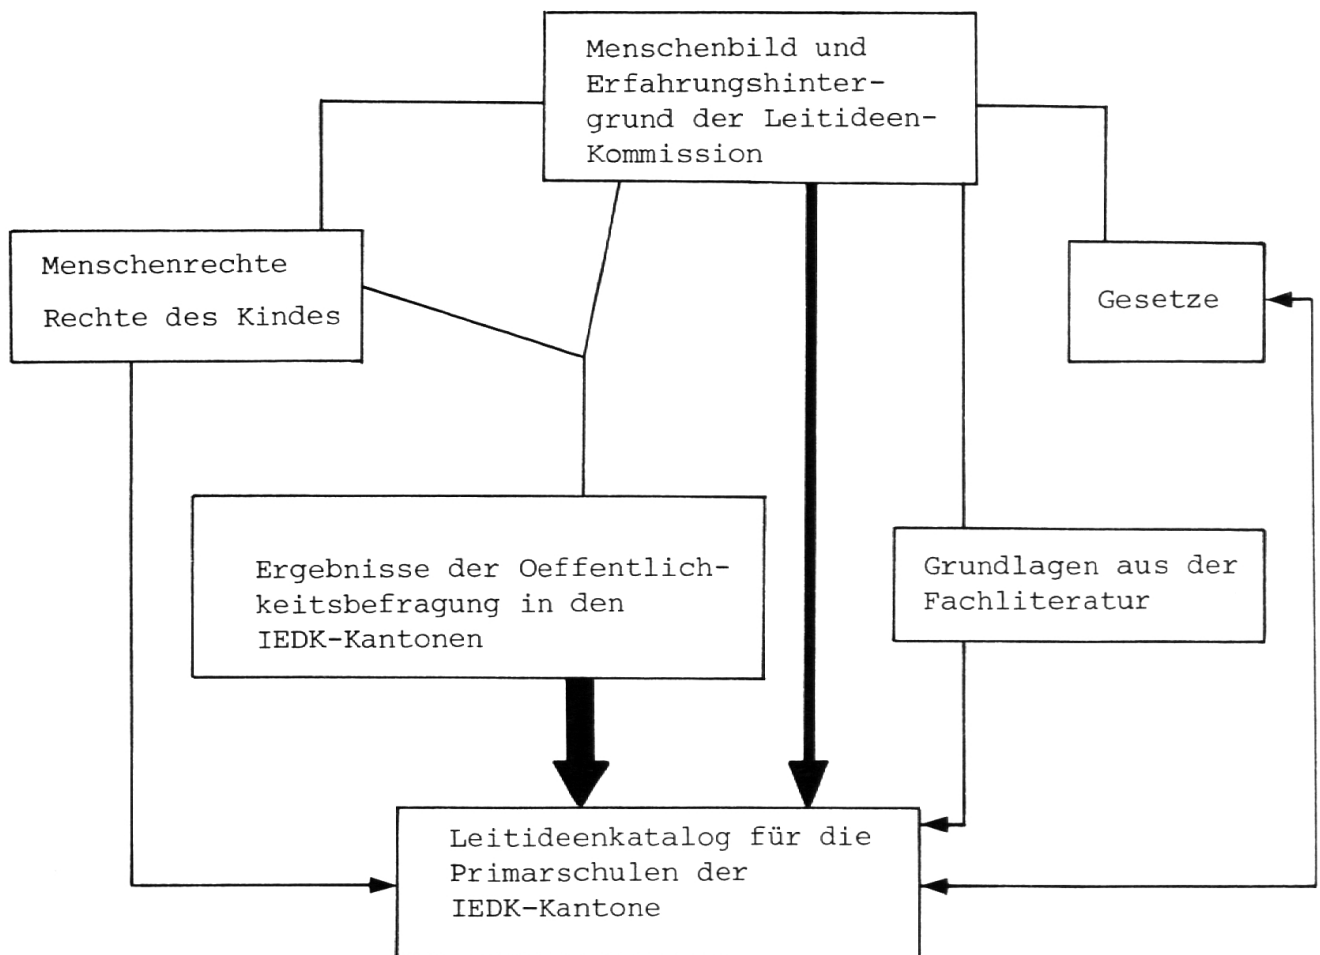 Menschenbild und
Erfahrungshinter-
grund der Leitideen-
Kommission
Menschenrechte
Rechte des Kindes
Gesetze
Ergebnisse der Oeffentlich-
keitsbefragung in den
IEDK-Kantonen
Grundlagen aus der
Fachliteratur
Leitideenkatalog für die
Primarschulen der
IEDK-Kantone